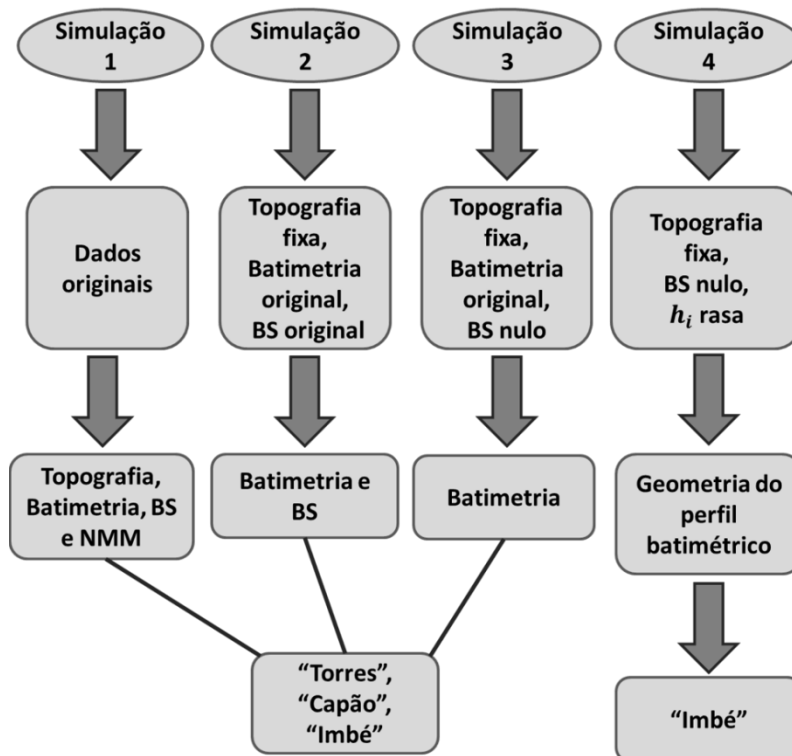 Simulação
1
Simulação
2
Simulação
3
Simulação
4
Dados
originais
Topografia
fixa,
Batimetria
original,
BS original
Topografia
fixa,
Batimetria
original,
BS nulo
Topografia
fixa,
BS nulo,
h_i rasa
Topografia,
Batimetria, BS
e NMM
Batimetria e
BS
Batimetria
Geometria do
perfil
batimétrico
“Torres”,
“Capão”,
“Imbé”
“Imbé”